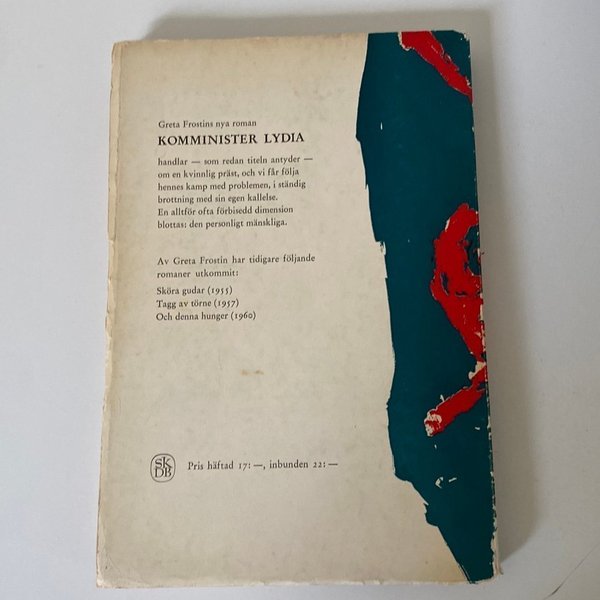 Greta Frostins nya roman
KOMMINISTER LYDIA
handlar — som redan titeln antyder —
om en kvinnlig präst, och vi får följa
hennes kamp med problemen, i ständig
brottning med sin egen kallelse.
En alltför ofta förbisedd dimension
blottas: den personligt mänskliga.
Av Greta Frostin har tidigare följande
romaner utkommit:
Sköra gudar (1955)
Tagg av törne (1957)
Och denna hunger (1960)
SK
DB
Pris häftad 17: —, inbunden 22: —